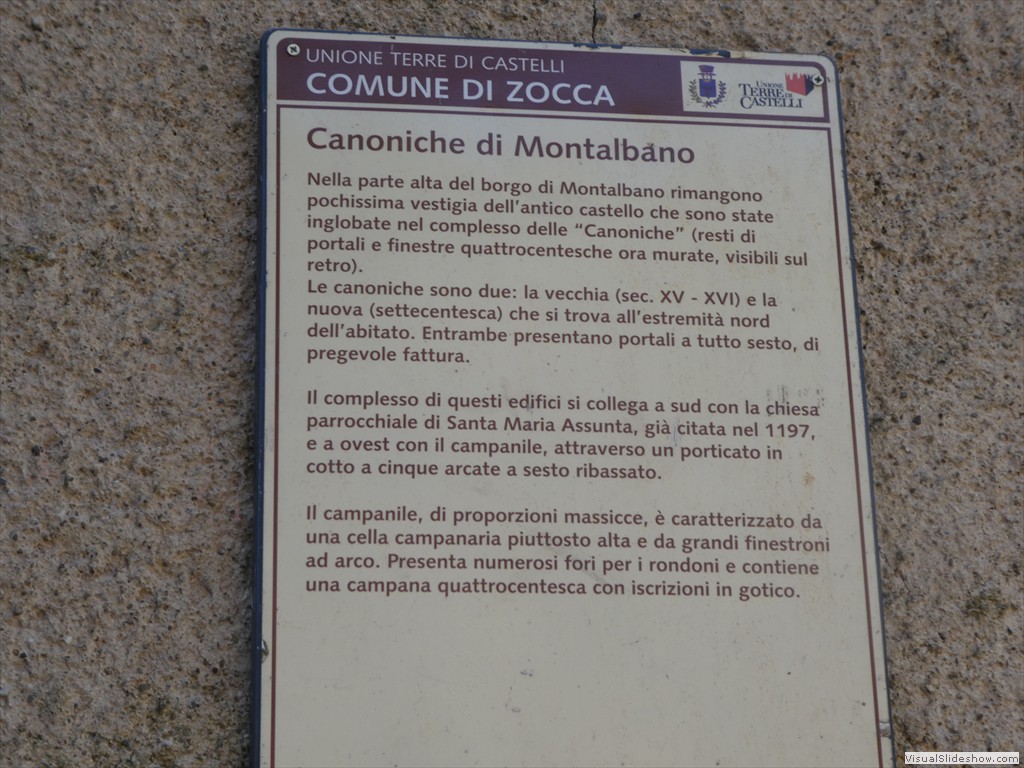 UNIONE TERRE DI CASTELLI
COMUNE DI ZOCCA
UNIONE
TERRE DI
CASTELLI
Canoniche di Montalbano
Nella parte alta del borgo di Montalbano rimangono
pochissima vestigia dell'antico castello che sono state
inglobate nel complesso delle “Canoniche” (resti di
portali e finestre quattrocentesche ora murate, visibili sul
retro).
Le canoniche sono due: la vecchia (sec. XV - XVI) e la
nuova (settecentesca) che si trova all'estremità nord
dell'abitato. Entrambe presentano portali a tutto sesto, di
pregevole fattura.
Il complesso di questi edifici si collega a sud con la chiesa
parrocchiale di Santa Maria Assunta, già citata nel 1197,
e a ovest con il campanile, attraverso un porticato in
cotto a cinque arcate a sesto ribassato.
Il campanile, di proporzioni massicce, è caratterizzato da
una cella campanaria piuttosto alta e da grandi finestroni
ad arco. Presenta numerosi fori per i rondoni e contiene
una campana quattrocentesca con iscrizioni in gotico.
VisualSlideshow.com